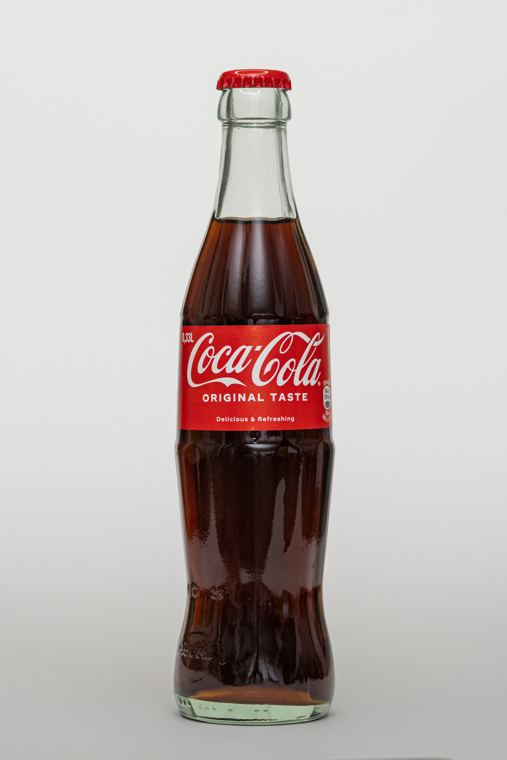 0,33L
Coca-Cola
ORIGINAL TASTE
Delicious & Refreshing